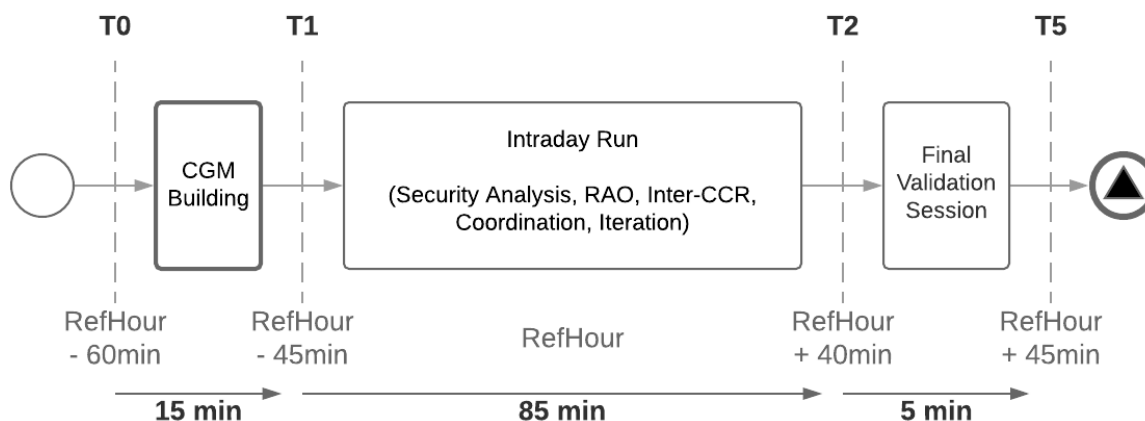 T0
T1
T2
T5
CGM
Building
Intraday Run
(Security Analysis, RAO, Inter-CCR,
Coordination, Iteration)
Final
Validation
Session
RefHour
- 60min
RefHour
- 45min
RefHour
RefHour
+ 40min
RefHour
+ 45min
15 min
85 min
5 min